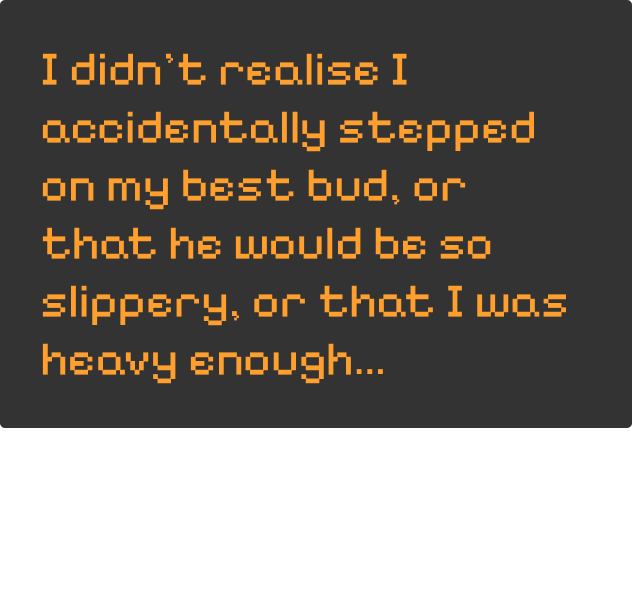 I didn't realise I
accidentally stepped
on my best bud, or
that he would be so
slippery, or that I was
heavy enough...